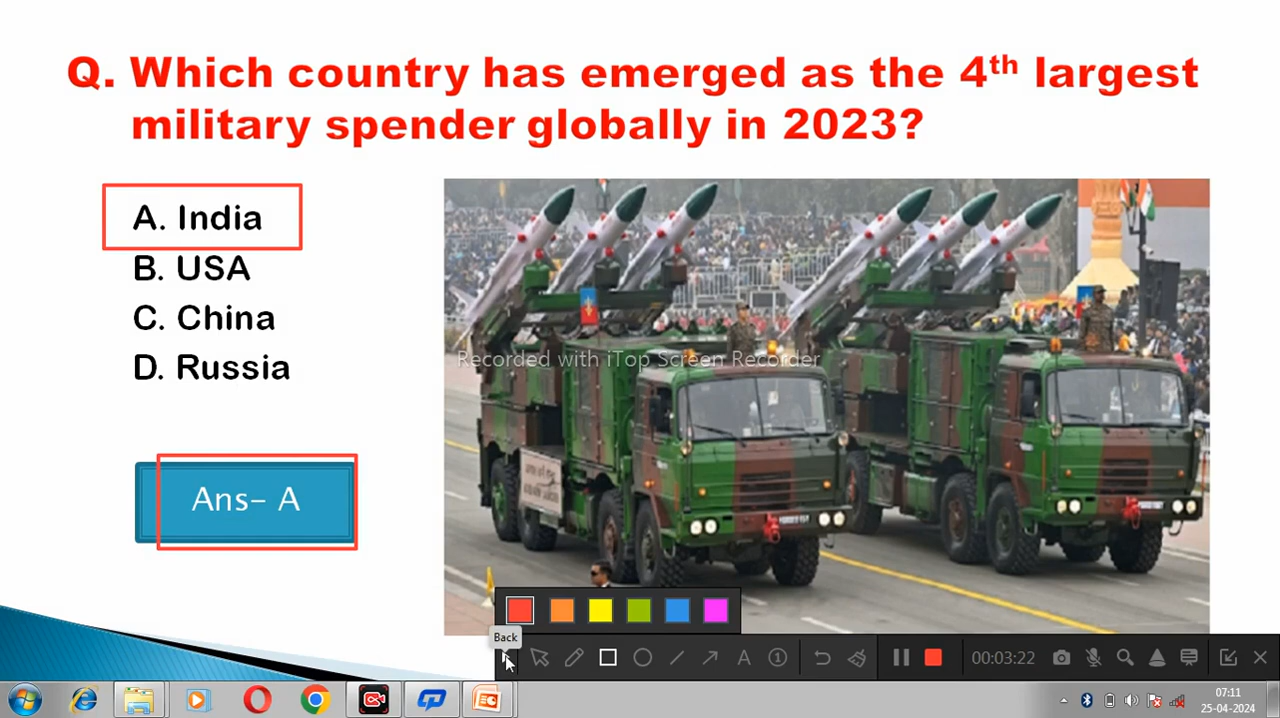 Q. Which country has emerged as the 4th largest
military spender globally in 2023?
A. India
B. USA
C. China
D. Russia
Ans- A
Recorded with iTop Screen Recorder
Back
A
1
00:03:22
07:11
25-04-2024